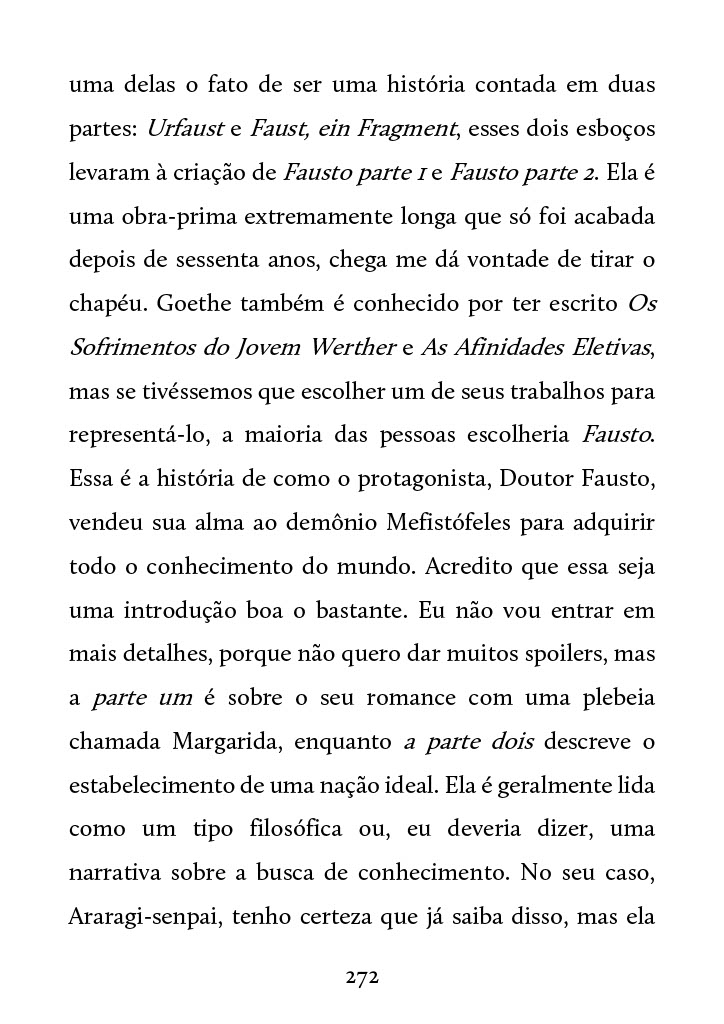 uma delas o fato de ser uma história contada em duas
partes: Urfaust e Faust, ein Fragment, esses dois esboços
levaram à criação de Fausto parte 1 e Fausto parte 2. Ela é
uma obra-prima extremamente longa que só foi acabada
depois de sessenta anos, chega me dá vontade de tirar o
chapéu. Goethe também é conhecido por ter escrito Os
Sofrimentos do Jovem Werther e As Afinidades Eletivas,
mas se tivéssemos que escolher um de seus trabalhos para
representá-lo, a maioria das pessoas escolheria Fausto.
Essa é a história de como o protagonista, Doutor Fausto,
vendeu sua alma ao demônio Mefistófeles para adquirir
todo o conhecimento do mundo. Acredito que essa seja
uma introdução boa o bastante. Eu não vou entrar em
mais detalhes, porque não quero dar muitos spoilers, mas
a parte um é sobre o seu romance com uma plebeia
chamada Margarida, enquanto a parte dois descreve o
estabelecimento de uma nação ideal. Ela é geralmente lida
como um tipo filosófica ou, eu deveria dizer, uma
narrativa sobre a busca de conhecimento. No seu caso,
Araragi-senpai, tenho certeza que já saiba disso, mas ela
272